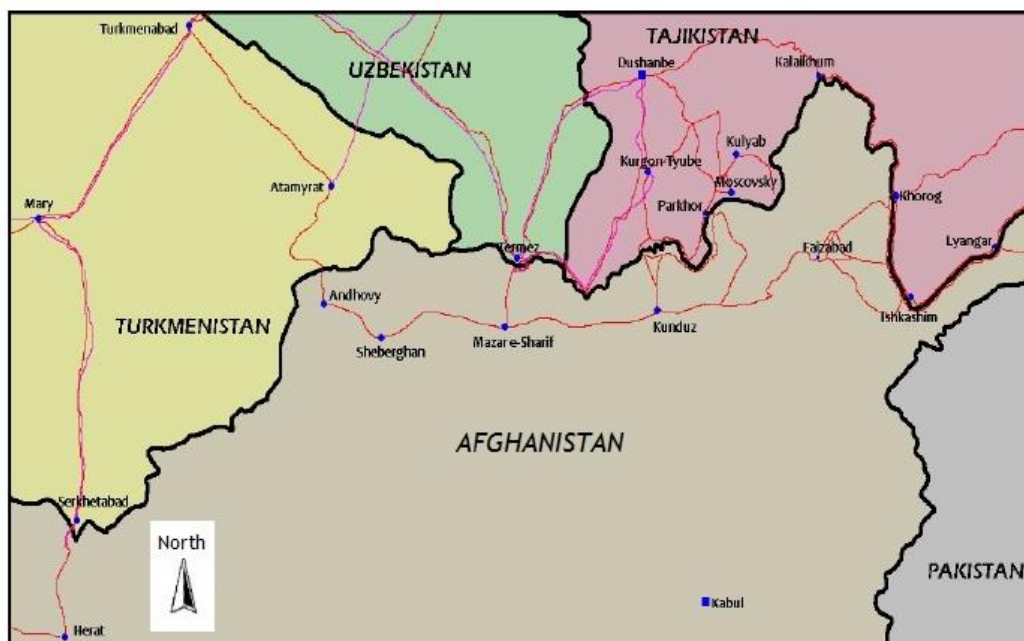 Turkmenabad
TAJIKISTAN
Dushanbe
Kalaikhum
UZBEKISTAN
Kulyab
Kurgon-Tyube
Atamyrat
Moscovsky
Mary
Khorog
Parkhor
Lyangar
Termez
Faizabad
Andhovy
Ishkashim
TURKMENISTAN
Kunduz
Mazar e-Sharif
Sheberghan
AFGHANISTAN
Serkhetabad
North
PAKISTAN
Kabul
Herat